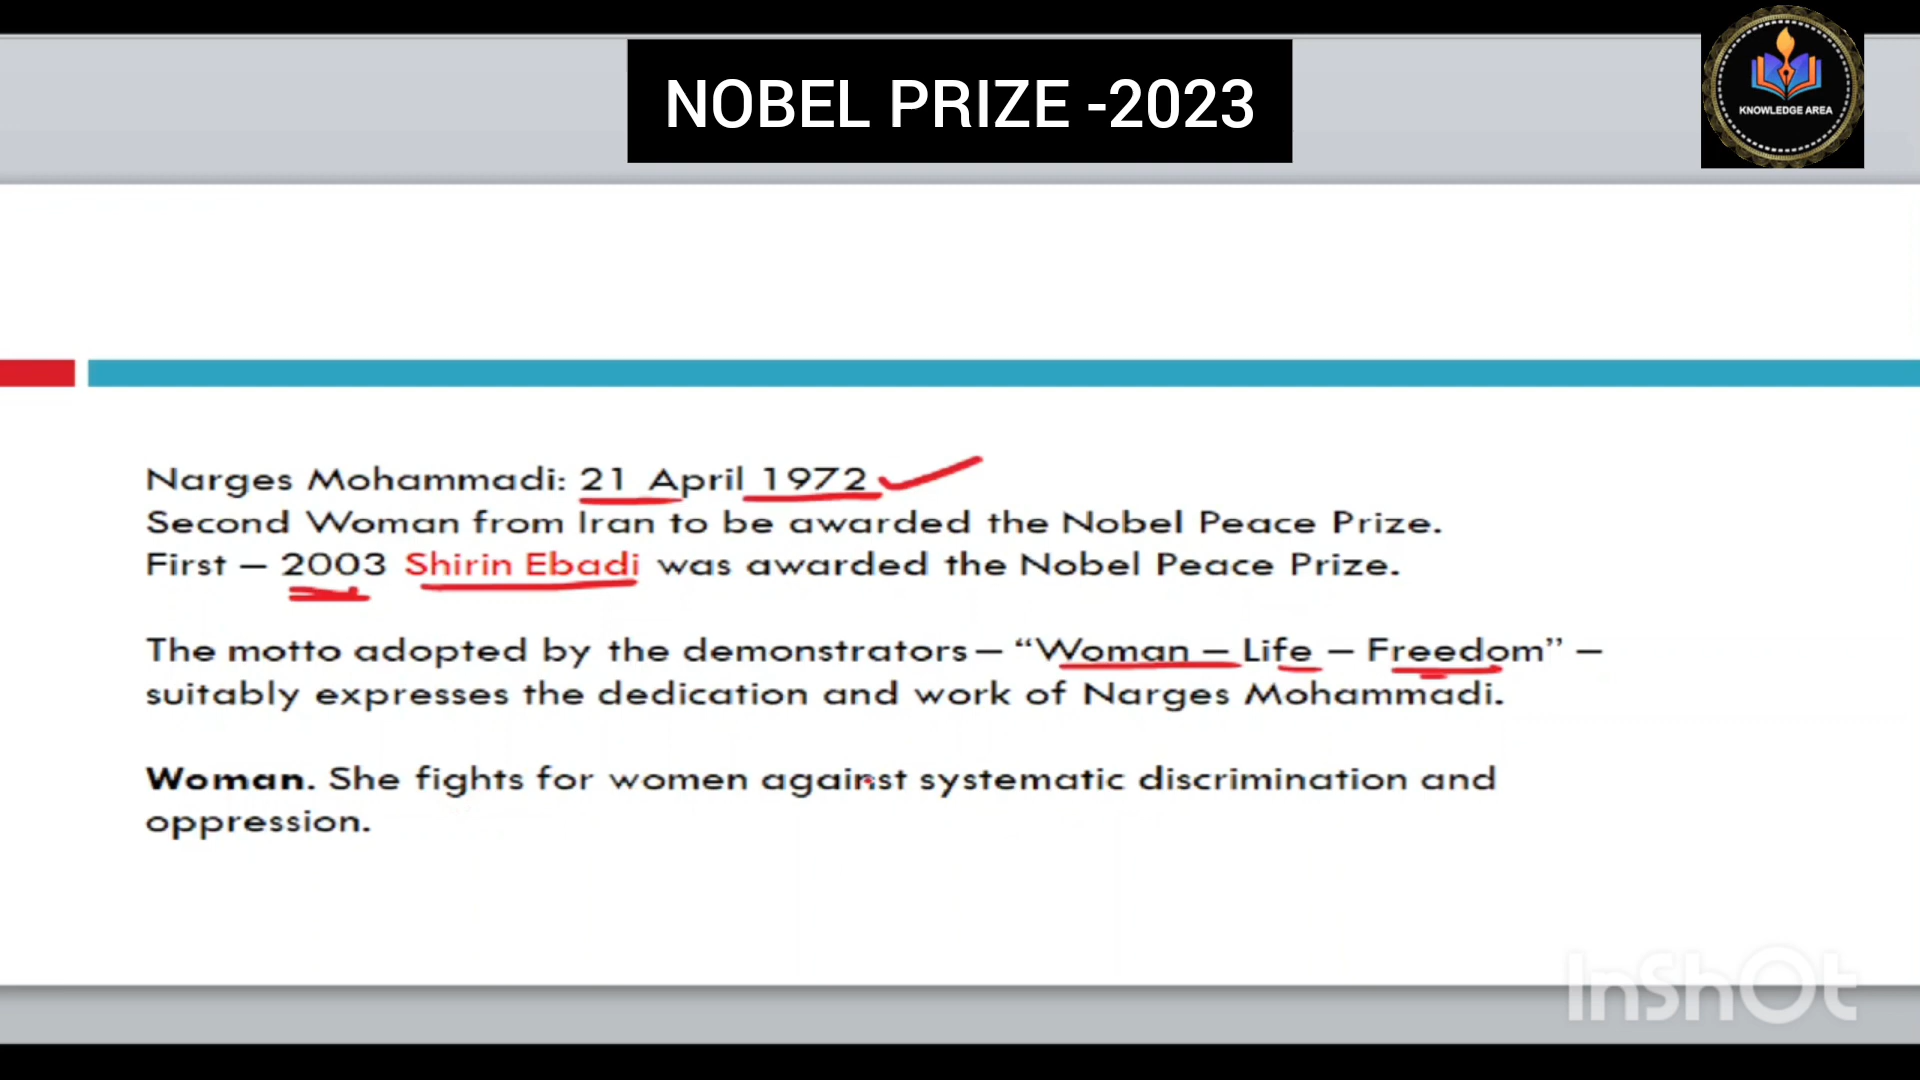 NOBEL PRIZE -2023
KNOWLEDGE AREA
Narges Mohammadi: 21 April 1972
Second Woman from Iran to be awarded the Nobel Peace Prize.
First – 2003 Shirin Ebadi was awarded the Nobel Peace Prize.
The motto adopted by the demonstrators – “Woman – Life – Freedom” –
suitably expresses the dedication and work of Narges Mohammadi.
Woman. She fights for women against systematic discrimination and
oppression.
InShOt